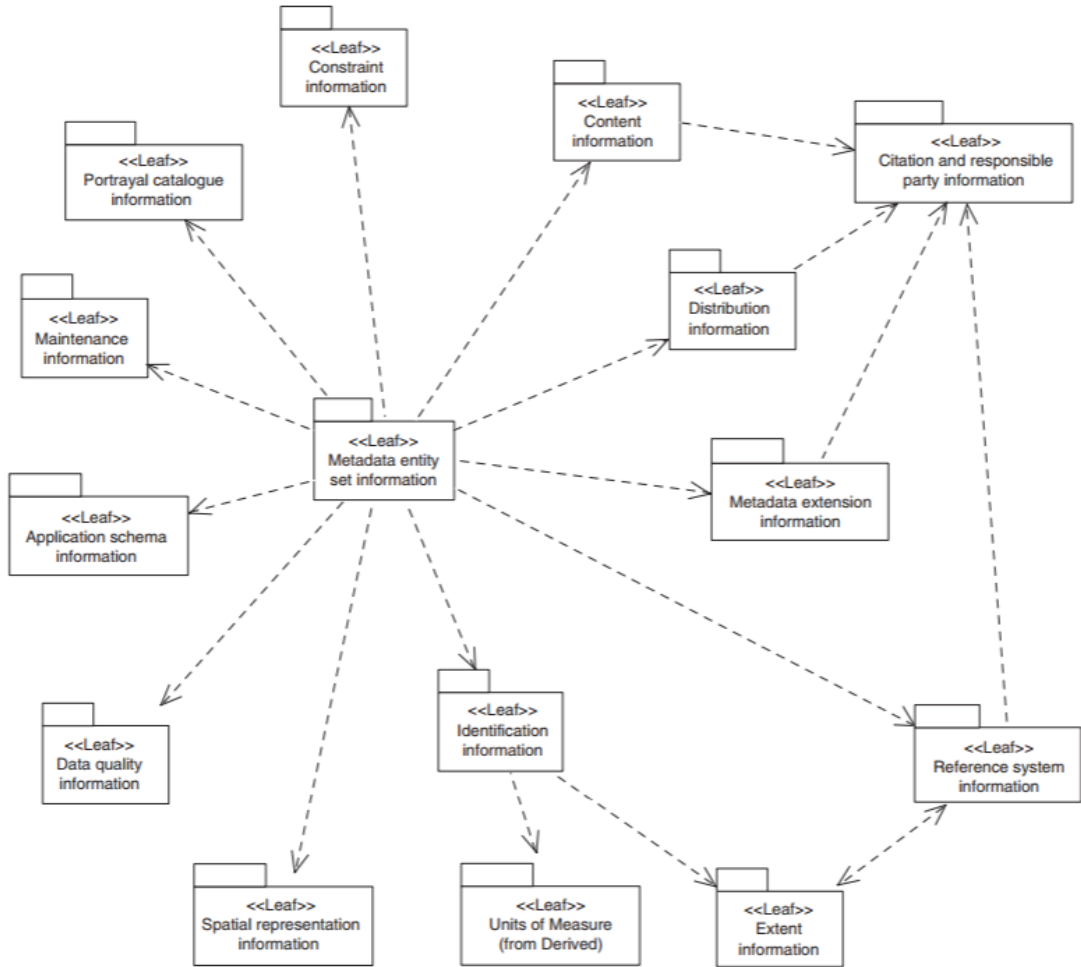 <<Leaf>>
Constraint
information
<<Leaf>>
Content
information
<<Leaf>>
Citation and responsible
party information
<<Leaf>>
Portrayal catalogue
information
<<Leaf>>
Maintenance
information
<<Leaf>>
Distribution
information
<<Leaf>>
Metadata entity
set information
<<Leaf>>
Metadata extension
information
<<Leaf>>
Application schema
information
<<Leaf>>
Data quality
information
<<Leaf>>
Identification
information
<<Leaf>>
Reference system
information
<<Leaf>>
Spatial representation
information
<<Leaf>>
Units of Measure
(from Derived)
<<Leaf>>
Extent
information